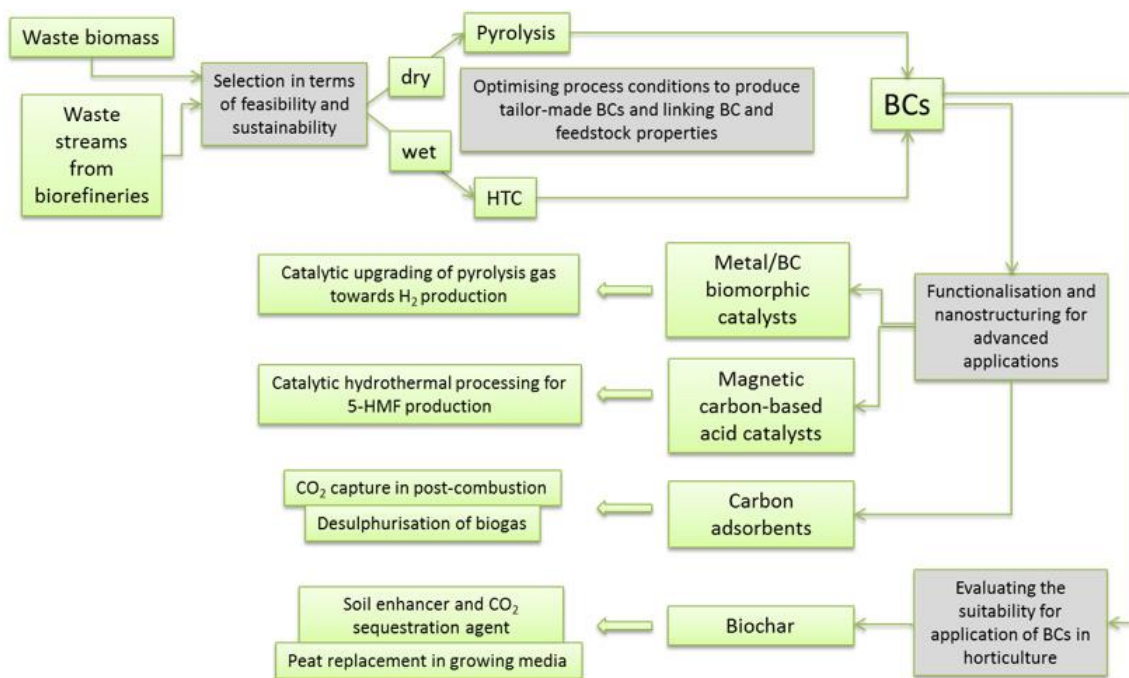 Waste biomass
Waste
streams
from
biorefineries
Selection in terms
of feasibility and
sustainability
dry
wet
Pyrolysis
Optimising process conditions to produce
tailor-made BCs and linking BC and
feedstock properties
HTC
BCs
Functionalisation and
nanostructuring for
advanced
applications
Metal/BC
biomorphic
catalysts
Catalytic upgrading of pyrolysis gas
towards H₂ production
Magnetic
carbon-based
acid catalysts
Catalytic hydrothermal processing for
5-HMF production
Carbon
adsorbents
CO₂ capture in post-combustion
Desulphurisation of biogas
Evaluating the
suitability for
application of BCs in
horticulture
Biochar
Soil enhancer and CO₂
sequestration agent
Peat replacement in growing media